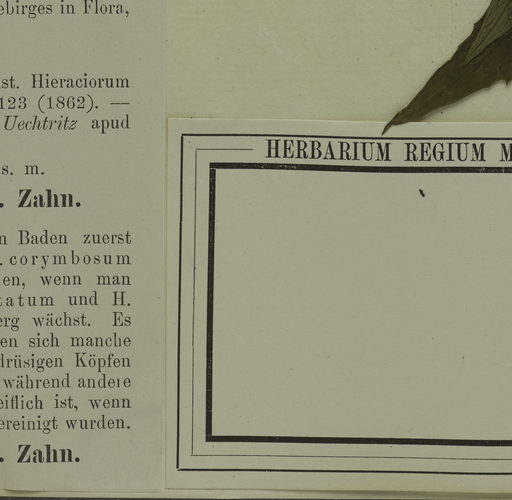 ebirges in Flora,
st. Hieraciorum
123 (1862). —
Uechtritz apud
s. m.
. Zahn.
n Baden zuerst
. corymbosum
en, wenn man
tatum und H.
erg wächst. Es
en sich manche
drüsigen Köpfen
während andere
eiflich ist, wenn
ereinigt wurden.
. Zahn.
HERBARIUM REGIUM M